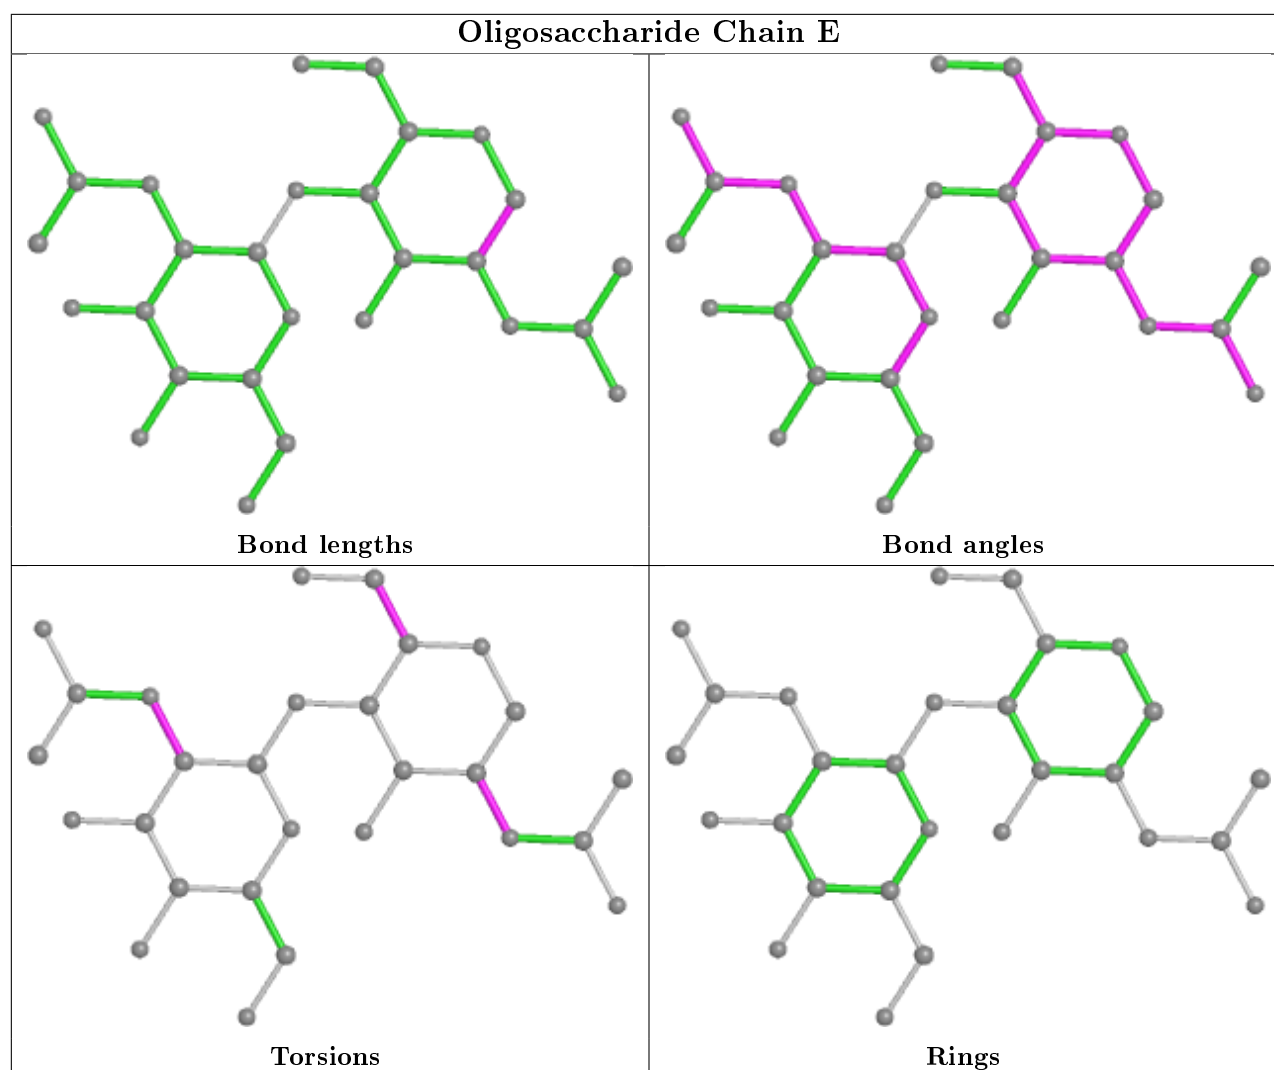 Oligosaccharide Chain E
Bond lengths
Bond angles
Torsions
Rings